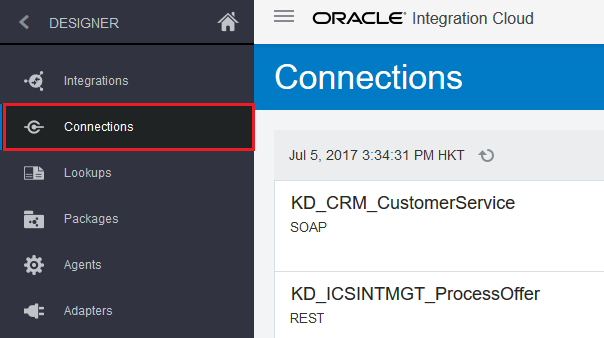 DESIGNER
Integrations
Connections
Lookups
Packages
Agents
Adapters
ORACLE Integration Cloud
Connections
Jul 5, 2017 3:34:31 PM HKT
KD_CRM_CustomerService
SOAP
KD_ICSINTMGT_ProcessOffer
REST